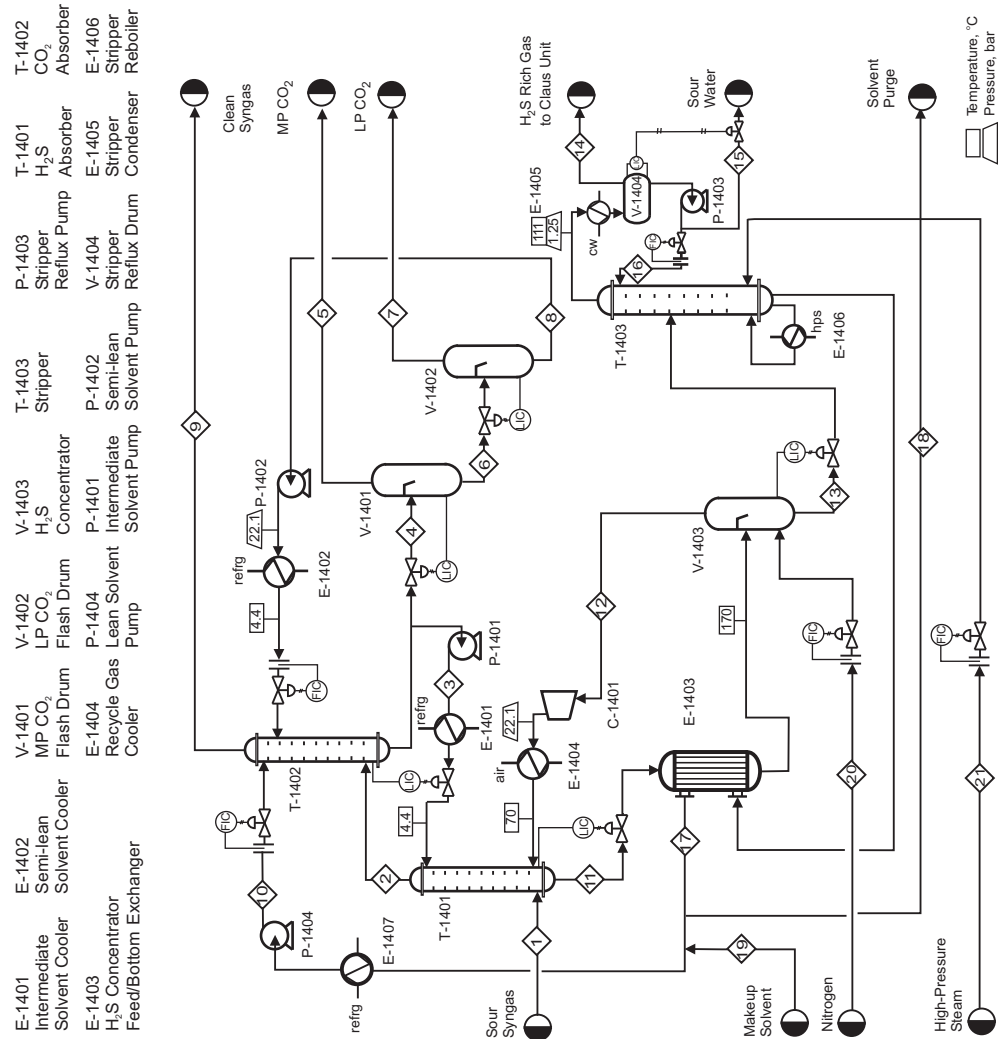 E-1401
Intermediate
Solvent Cooler
E-1402
Semi-lean
Solvent Cooler
V-1401
MP CO₂
Flash Drum
V-1402
LP CO₂
Flash Drum
V-1403
H₂S
Concentrator
T-1403
Stripper
P-1403
Stripper
Reflux Pump
T-1401
H₂S
Absorber
T-1402
CO₂
Absorber
E-1403
H₂S Concentrator
Feed/Bottom Exchanger
E-1404
Recycle Gas
Cooler
P-1404
Lean Solvent
Pump
P-1401
Intermediate
Solvent Pump
P-1402
Semi-lean
Solvent Pump
V-1404
Stripper
Reflux Drum
E-1405
Stripper
Condenser
E-1406
Stripper
Reboiler
9
Clean
Syngas
5
MP CO₂
7
LP CO₂
8
P-1402
22.1
refrg
E-1402
4.4
FIC
T-1402
FIC
10
P-1404
E-1407
refrg
V-1401
4
LIC
6
LIC
V-1402
P-1401
3
refrg
E-1401
LIC
4.4
2
T-1401
1
Sour
Syngas
12
C-1401
22.1
air
E-1404
70
LIC
11
E-1403
17
170
V-1403
LIC
13
T-1403
111
1.25
E-1405
cw
V-1404
LIC
14
H₂S Rich Gas
to Claus Unit
P-1403
Sour
Water
15
FIC
16
hps
E-1406
18
Solvent
Purge
19
Makeup
Solvent
FIC
20
Nitrogen
FIC
21
High-Pressure
Steam
Temperature, °C
Pressure, bar